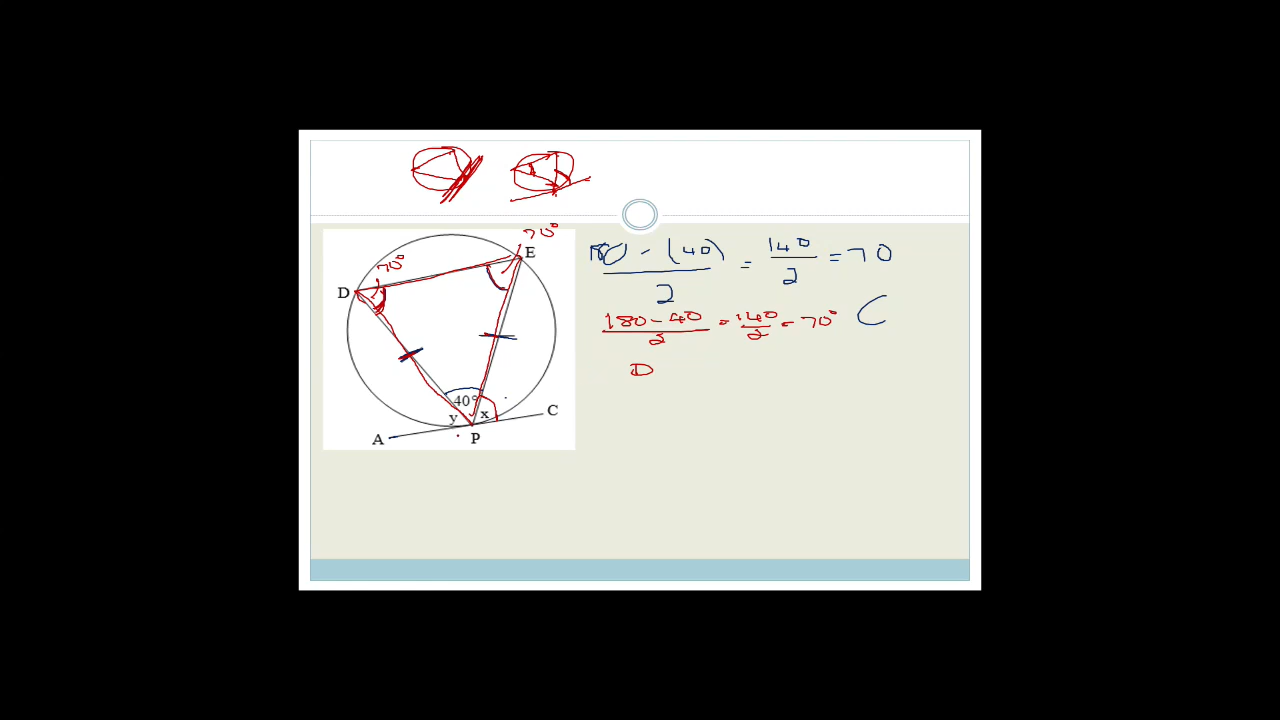 70°
E
70°
D
180 - (40) / 2 = 140 / 2 = 70
180 - 40 / 2 = 140 / 2 = 70°
C
D
40°
y
x
C
A
P